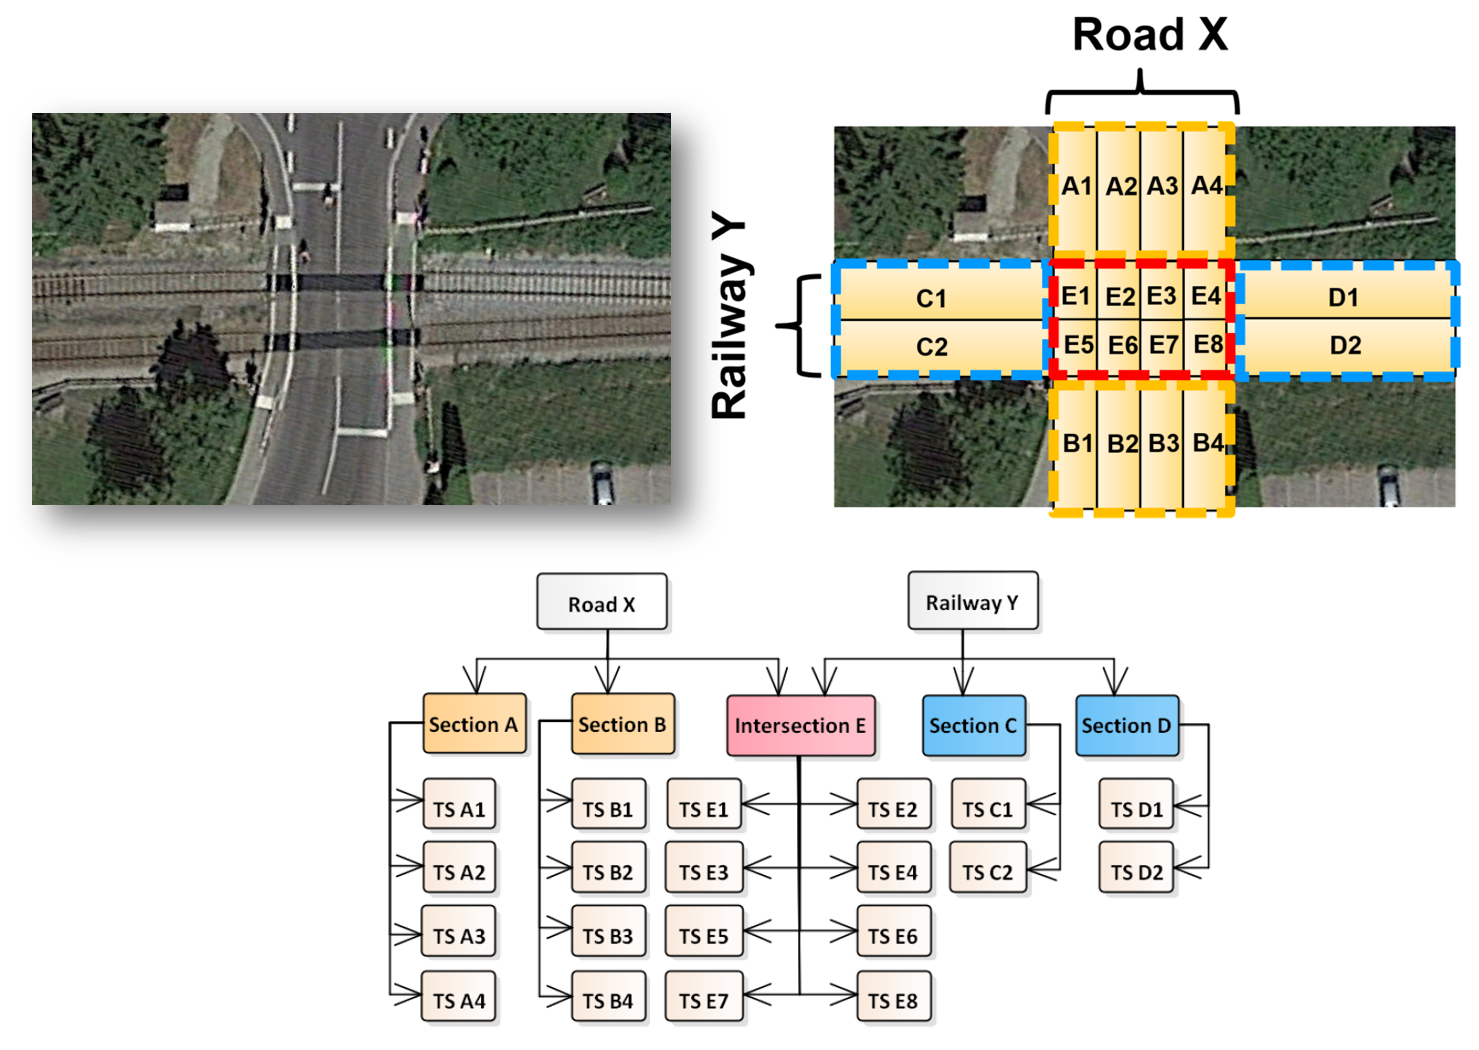 Road X
Railway Y
A1 A2 A3 A4
C1 E1 E2 E3 E4 D1
C2 E5 E6 E7 E8 D2
B1 B2 B3 B4
Road X Railway Y
Section A Section B Intersection E Section C Section D
TS A1 TS B1 TS E1 TS E2 TS C1 TS D1
TS A2 TS B2 TS E3 TS E4 TS C2 TS D2
TS A3 TS B3 TS E5 TS E6
TS A4 TS B4 TS E7 TS E8